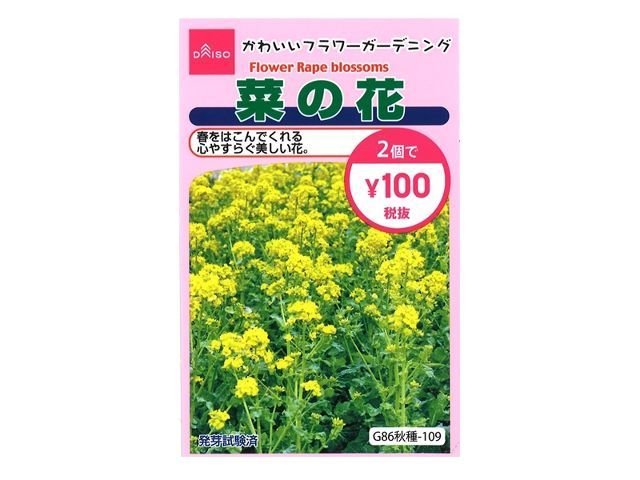 DAISO
かわいいフラワーガーデニング
Flower Rape blossoms
菜の花
春をはこんでくれる
心やすらぐ美しい花。
2個で
¥100
税抜
発芽試験済
G86秋種-109